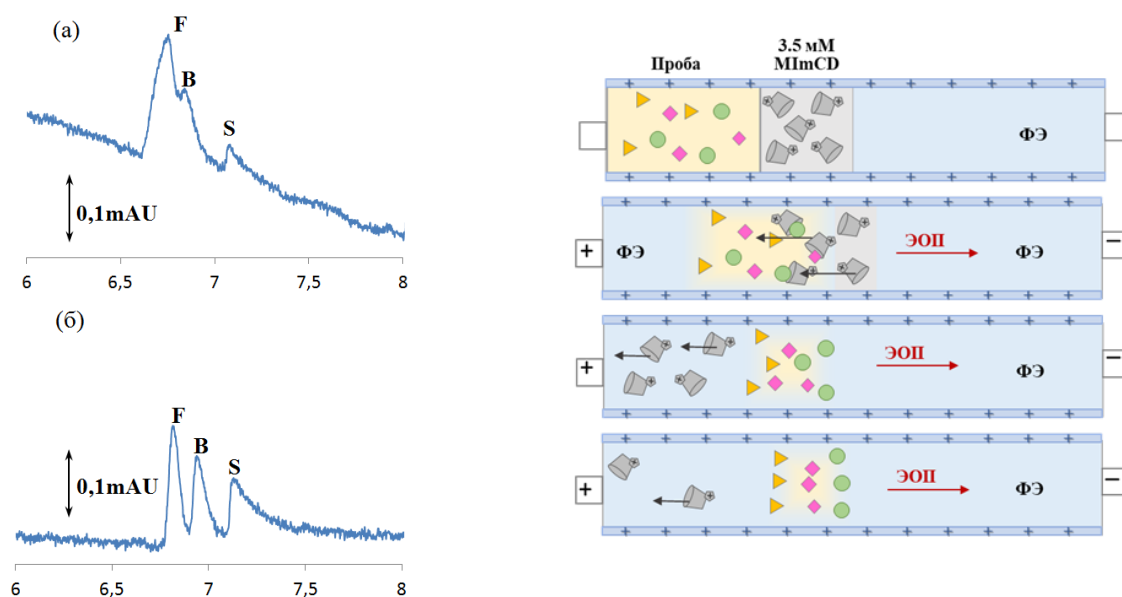 (а)
F
B
S
0,1mAU
6 6,5 7 7,5 8
(б)
F
B
S
0,1mAU
6 6,5 7 7,5 8
Проба
3.5 мМ
MImCD
ФЭ
+ ФЭ ЭОП ФЭ −
+ ЭОП ФЭ −
+ ЭОП ФЭ −